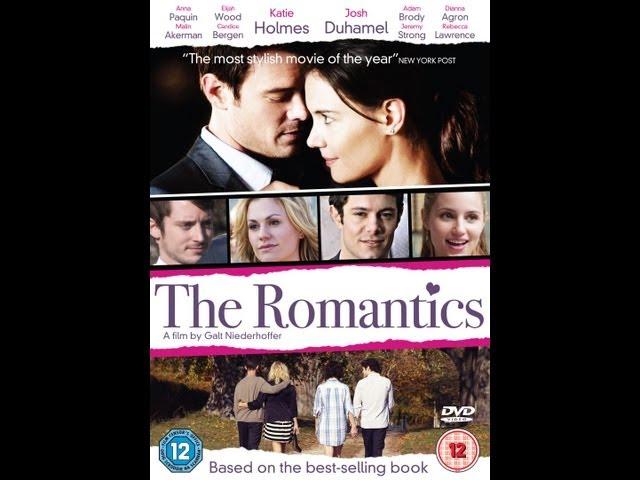 Anna Paquin
Malin Akerman
Elijah Wood
Candice Bergen
Katie Holmes
Josh Duhamel
Adam Brody
Jeremy Strong
Dianna Agron
Rebecca Lawrence
"The most stylish movie of the year" NEW YORK POST
The Romantics
A film by Galt Niederhoffer
DVD
VIDEO
12
12
Based on the best-selling book